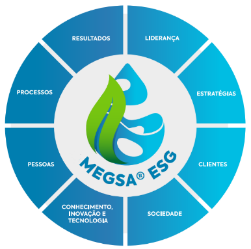 RESULTADOS
LIDERANÇA
PROCESSOS
ESTRATÉGIAS
MEGSA® ESG
PESSOAS
CLIENTES
CONHECIMENTO,
INOVAÇÃO E
TECNOLOGIA
SOCIEDADE